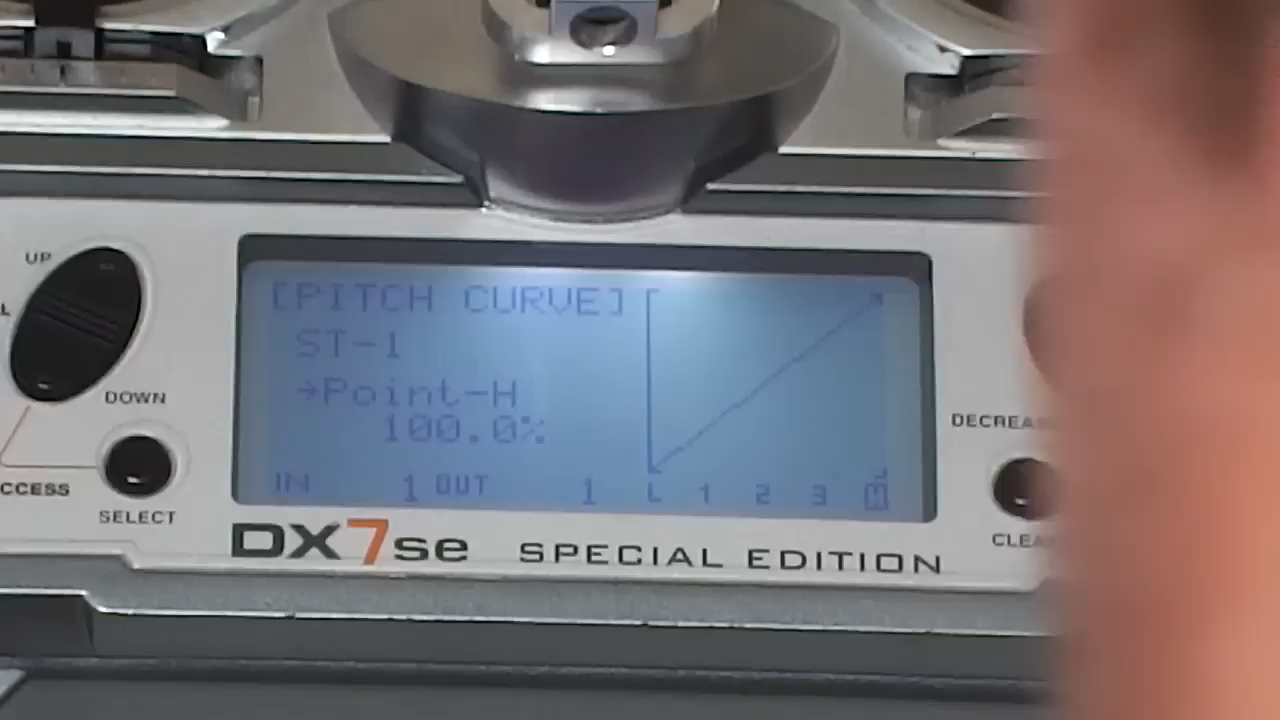 UP
L
DOWN
CCESS
SELECT
[PITCH CURVE]
ST-1
→Point-H
100.0%
IN 1 OUT 1
L 1 2 3 H
DECREA
CLEA
DX7se SPECIAL EDITION